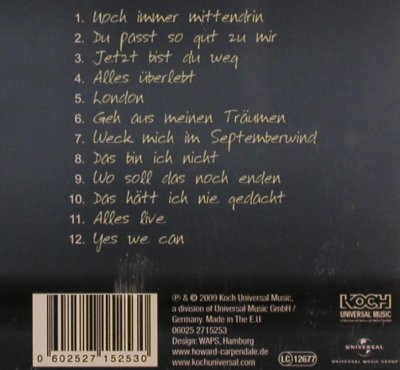 1. Noch immer mittendrin
2. Du passt so gut zu mir
3. Jetzt bist du weg
4. Alles überlebt
5. London
6. Geh aus meinen Träumen
7. Weck mich im Septemberwind
8. Das bin ich nicht
9. Wo soll das noch enden
10. Das hätt ich nie gedacht
11. Alles live
12. Yes we can
℗ & © 2009 Koch Universal Music,
a division of Universal Music GmbH /
Germany. Made in The E.U.
06025 2715253
Design: WAPS, Hamburg
www.howard-carpendale.de
www.kochuniversal.com
LC 12677
0 602527 152530
KOCH
UNIVERSAL MUSIC
UNIVERSAL
UNIVERSAL MUSIC GROUP